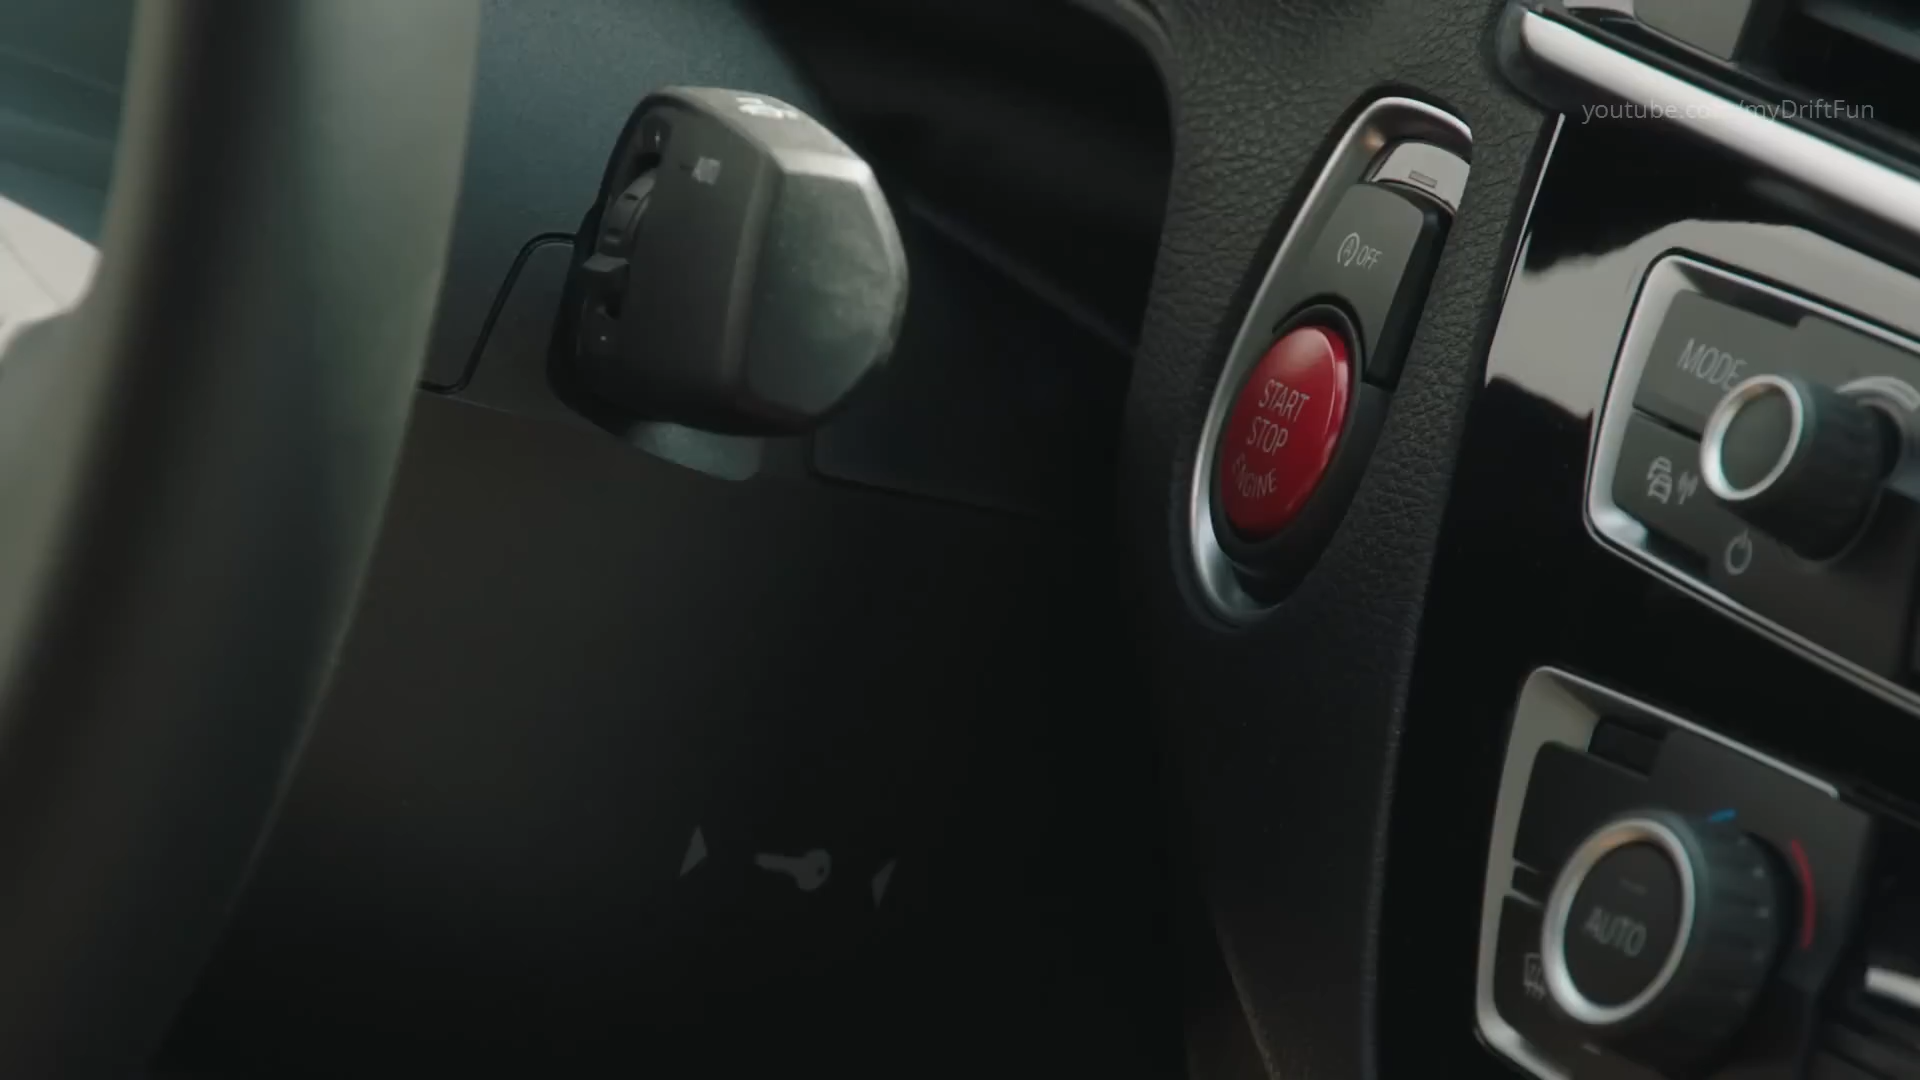 youtube.com/myDriftFun
OFF
START
STOP
ENGINE
MODE
AUTO